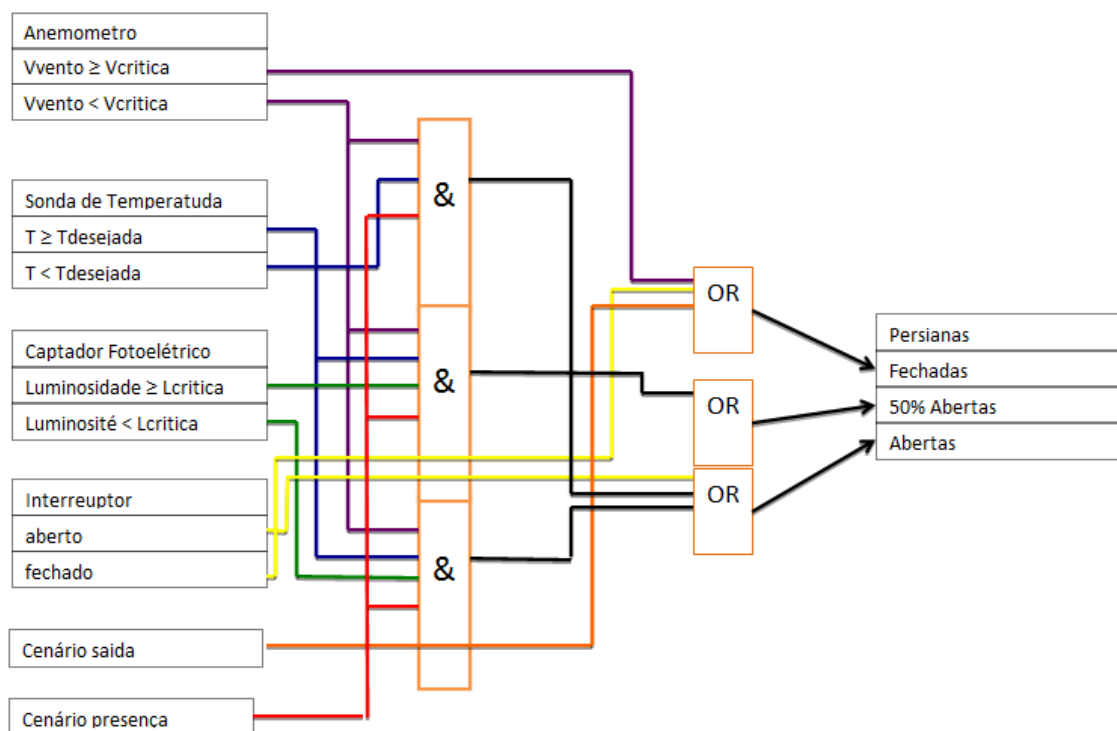 Anemometro
Vvento ≥ Vcritica
Vvento < Vcritica
&
Sonda de Temperatuda
T ≥ Tdesejada
T < Tdesejada
OR
Persianas
Captador Fotoelétrico
Fechadas
Luminosidade ≥ Lcritica
&
OR
50% Abertas
Luminosité < Lcritica
Abertas
Interreuptor
OR
aberto
fechado
&
Cenário saida
Cenário presença